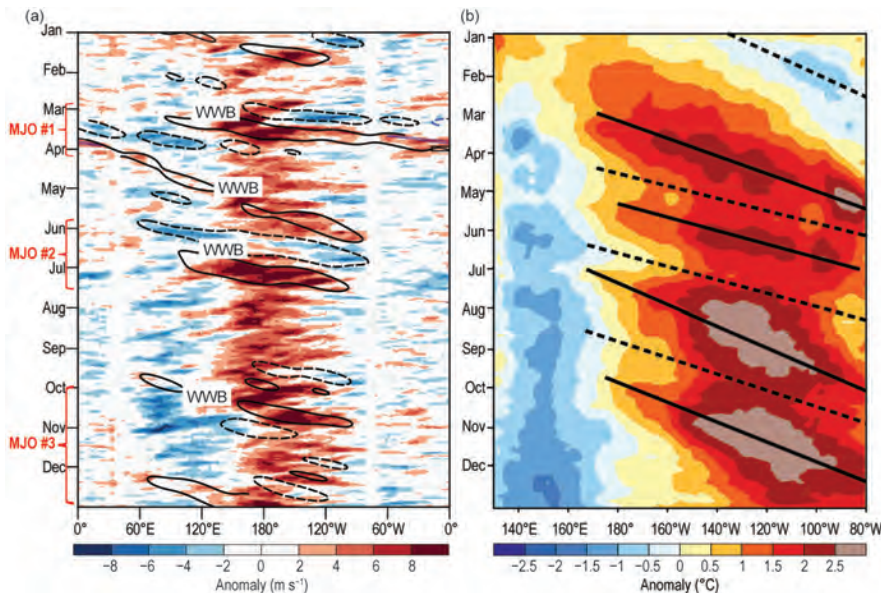 (a)
Jan
Feb
Mar
Apr
May
Jun
Jul
Aug
Sep
Oct
Nov
Dec
MJO #1
MJO #2
MJO #3
WWB
WWB
WWB
WWB
0° 60°E 120°E 180° 120°W 60°W 0°
−8 −6 −4 −2 0 2 4 6 8
Anomaly (m s⁻¹)
(b)
Jan
Feb
Mar
Apr
May
Jun
Jul
Aug
Sep
Oct
Nov
Dec
140°E 160°E 180° 160°W 140°W 120°W 100°W 80°W
−2.5 −2 −1.5 −1 −0.5 0 0.5 1 1.5 2 2.5
Anomaly (°C)